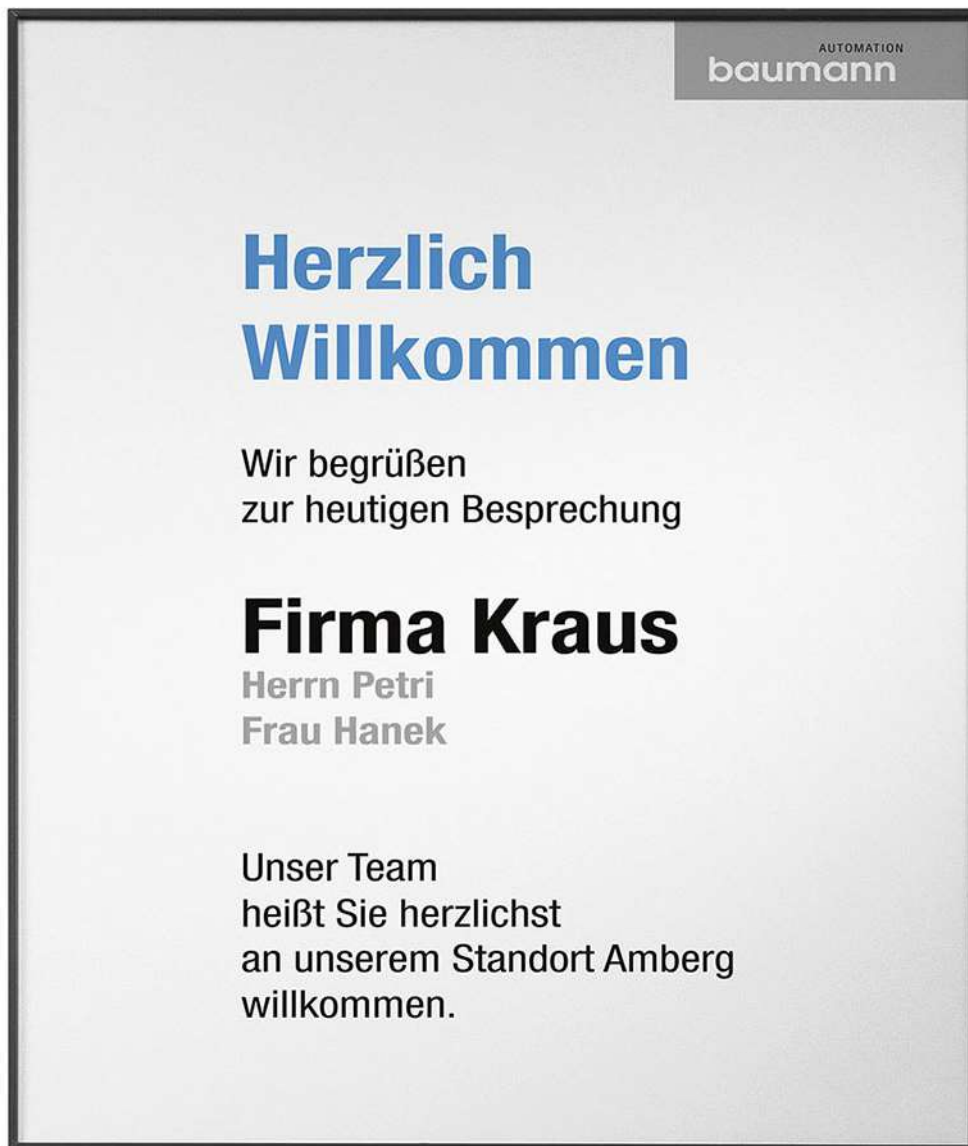 AUTOMATION
baumann
Herzlich
Willkommen
Wir begrüßen
zur heutigen Besprechung
Firma Kraus
Herrn Petri
Frau Hanek
Unser Team
heißt Sie herzlichst
an unserem Standort Amberg
willkommen.